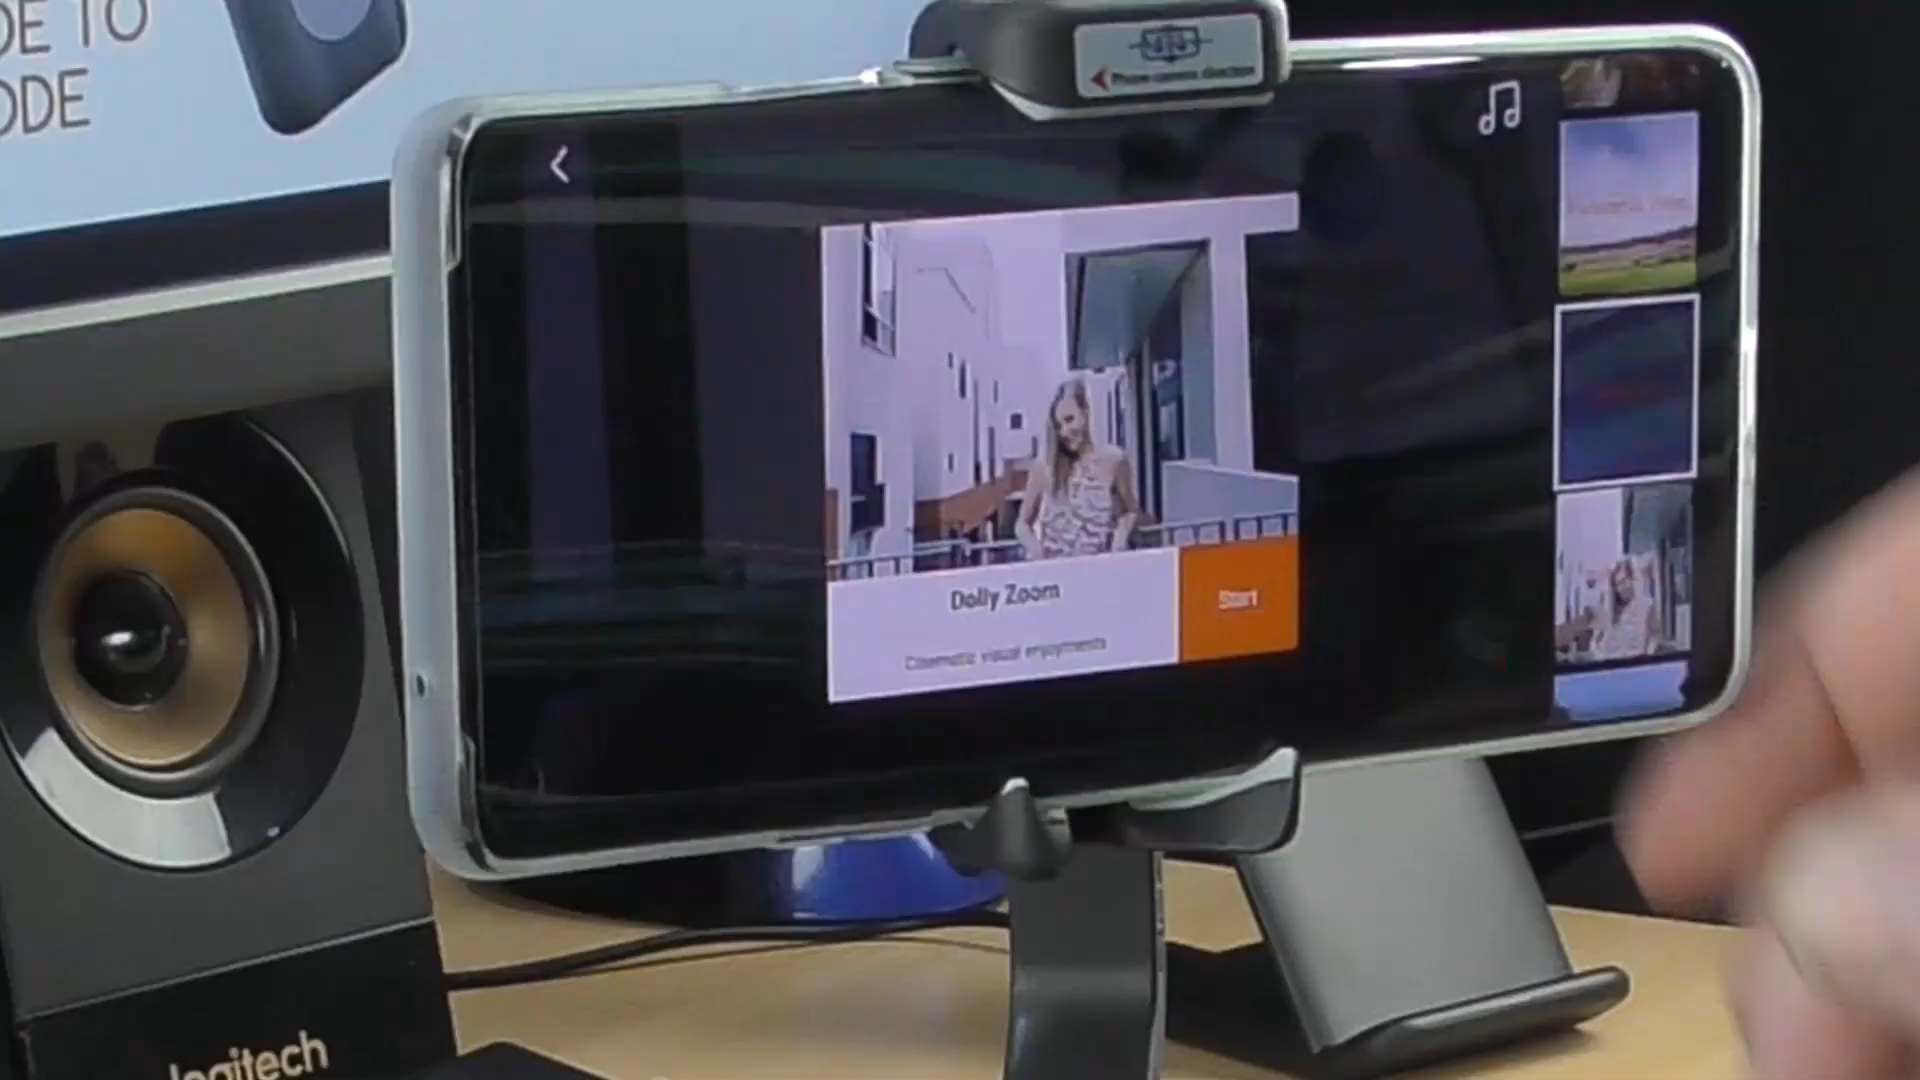 DE TO
ODE
Phone camera direction
Dolly Zoom
Start
Cinematic visual enjoyments
logitech